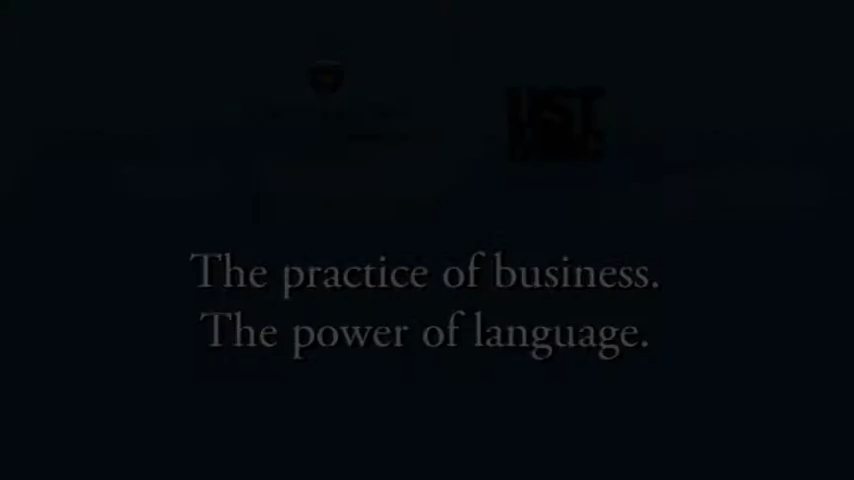 The practice of business.
The power of language.